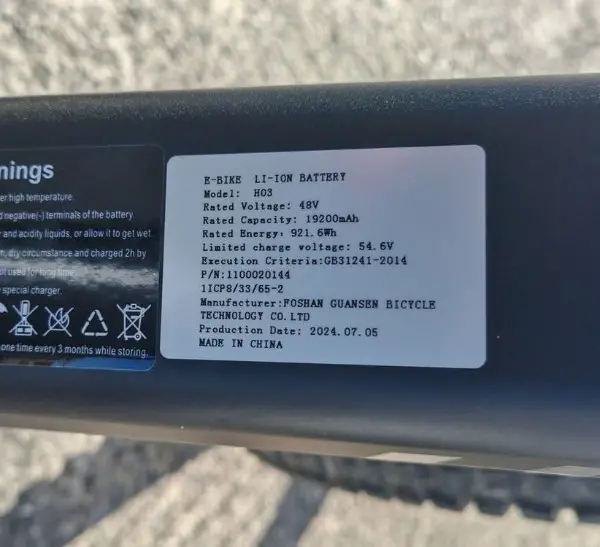 nings
er high temperature.
d negative(-) terminals of the battery
and acidity liquids, or allow it to get wet
dry circumstance and charged 2h by
not used for long time.
special charger.
one time every 3 months while storing.
E-BIKE LI-ION BATTERY
Model: H03
Rated Voltage: 48V
Rated Capacity: 19200mAh
Rated Energy: 921.6Wh
Limited charge voltage: 54.6V
Execution Criteria:GB31241-2014
P/N:1100020144
1ICP8/33/65-2
Manufacturer:FOSHAN GUANSEN BICYCLE
TECHNOLOGY CO.LTD
Production Date: 2024.07.05
MADE IN CHINA